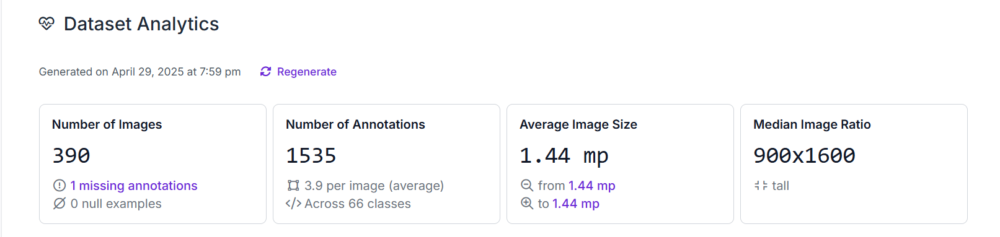 Dataset Analytics
Generated on April 29, 2025 at 7:59 pm Regenerate
Number of Images
390
1 missing annotations
0 null examples
Number of Annotations
1535
3.9 per image (average)
</> Across 66 classes
Average Image Size
1.44 mp
from 1.44 mp
to 1.44 mp
Median Image Ratio
900x1600
tall